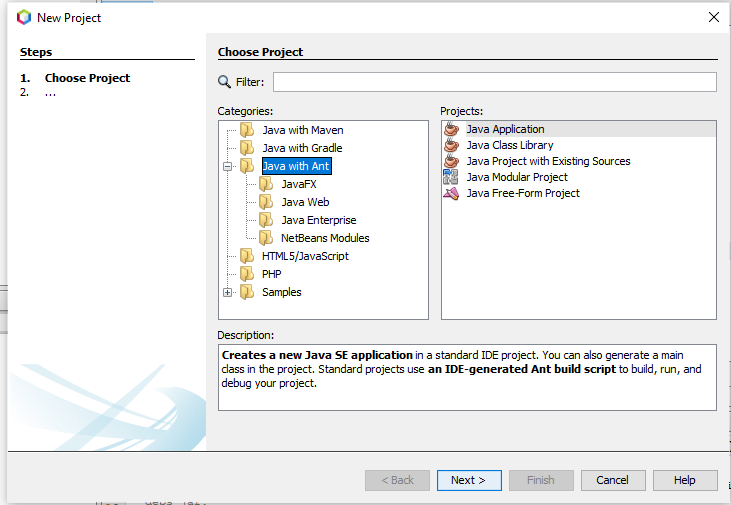 New Project
Steps
1. Choose Project
2. ...
Choose Project
Filter:
Categories:
Java with Maven
Java with Gradle
Java with Ant
JavaFX
Java Web
Java Enterprise
NetBeans Modules
HTML5/JavaScript
PHP
Samples
Projects:
Java Application
Java Class Library
Java Project with Existing Sources
Java Modular Project
Java Free-Form Project
Description:
Creates a new Java SE application in a standard IDE project. You can also generate a main
class in the project. Standard projects use an IDE-generated Ant build script to build, run, and
debug your project.
< Back
Next >
Finish
Cancel
Help